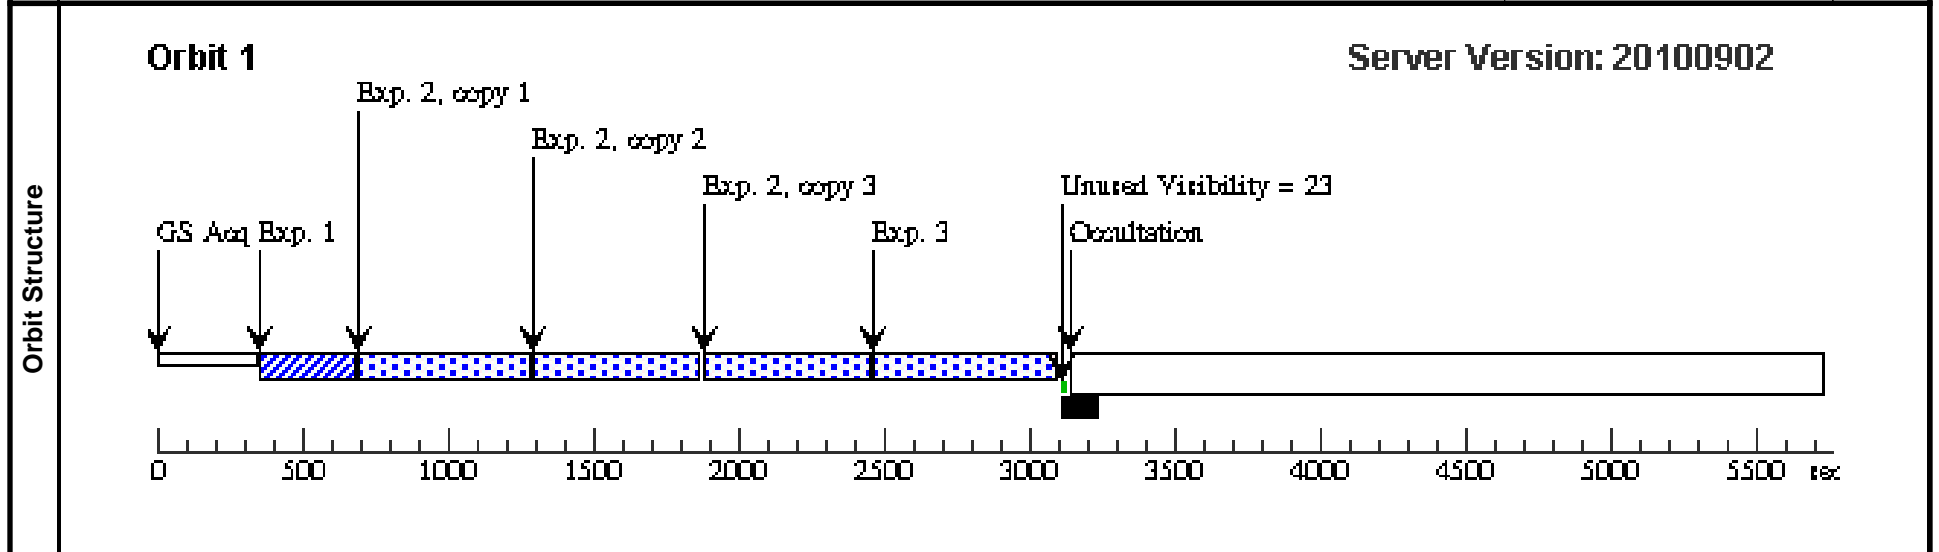 Orbit Structure
Orbit 1
Server Version: 20100902
Exp. 2, copy 1
Exp. 2, copy 2
Exp. 2, copy 3
Unused Visibility = 23
GS Acq
Exp. 1
Exp. 3
Occultation
0 500 1000 1500 2000 2500 3000 3500 4000 4500 5000 5500 sec